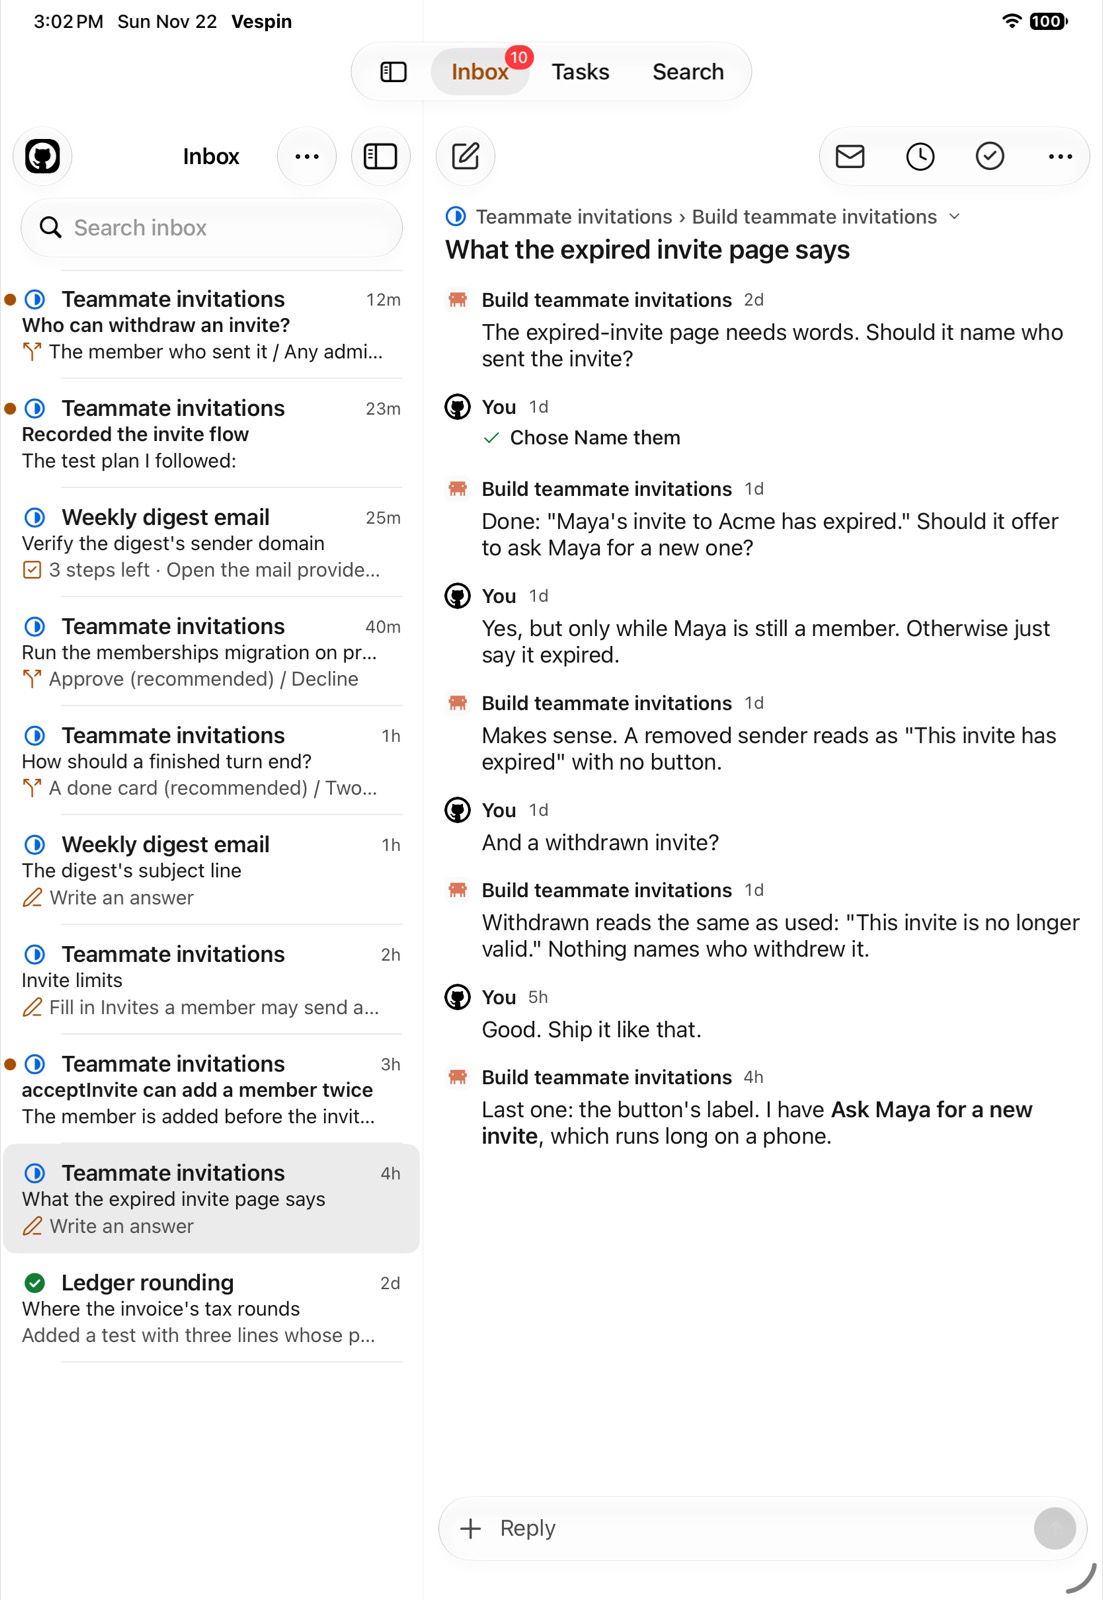 3:02 PM Sun Nov 22 Vespin
100
Inbox
10
Tasks
Search
Inbox
Search inbox
Teammate invitations 12m
Who can withdraw an invite?
The member who sent it / Any admi...
Teammate invitations 23m
Recorded the invite flow
The test plan I followed:
Weekly digest email 25m
Verify the digest's sender domain
3 steps left · Open the mail provide...
Teammate invitations 40m
Run the memberships migration on pr...
Approve (recommended) / Decline
Teammate invitations 1h
How should a finished turn end?
A done card (recommended) / Two...
Weekly digest email 1h
The digest's subject line
Write an answer
Teammate invitations 2h
Invite limits
Fill in Invites a member may send a...
Teammate invitations 3h
acceptInvite can add a member twice
The member is added before the invit...
Teammate invitations 4h
What the expired invite page says
Write an answer
Ledger rounding 2d
Where the invoice's tax rounds
Added a test with three lines whose p...
Teammate invitations › Build teammate invitations
What the expired invite page says
Build teammate invitations 2d
The expired-invite page needs words. Should it name who
sent the invite?
You 1d
Chose Name them
Build teammate invitations 1d
Done: "Maya's invite to Acme has expired." Should it offer
to ask Maya for a new one?
You 1d
Yes, but only while Maya is still a member. Otherwise just
say it expired.
Build teammate invitations 1d
Makes sense. A removed sender reads as "This invite has
expired" with no button.
You 1d
And a withdrawn invite?
Build teammate invitations 1d
Withdrawn reads the same as used: "This invite is no longer
valid." Nothing names who withdrew it.
You 5h
Good. Ship it like that.
Build teammate invitations 4h
Last one: the button's label. I have Ask Maya for a new
invite, which runs long on a phone.
Reply